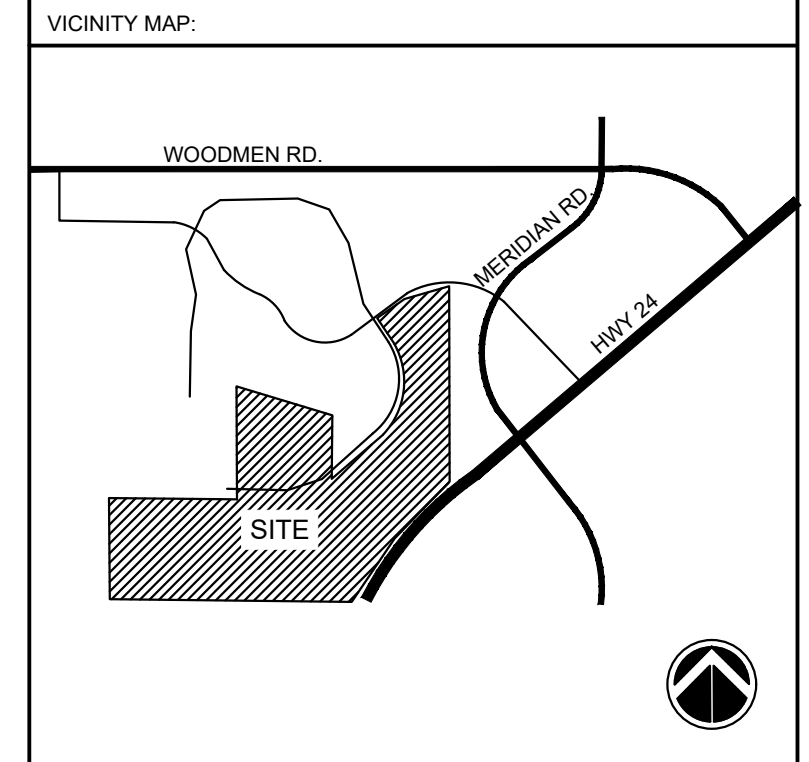 VICINITY MAP:
WOODMEN RD.
MERIDIAN RD.
HWY 24
SITE